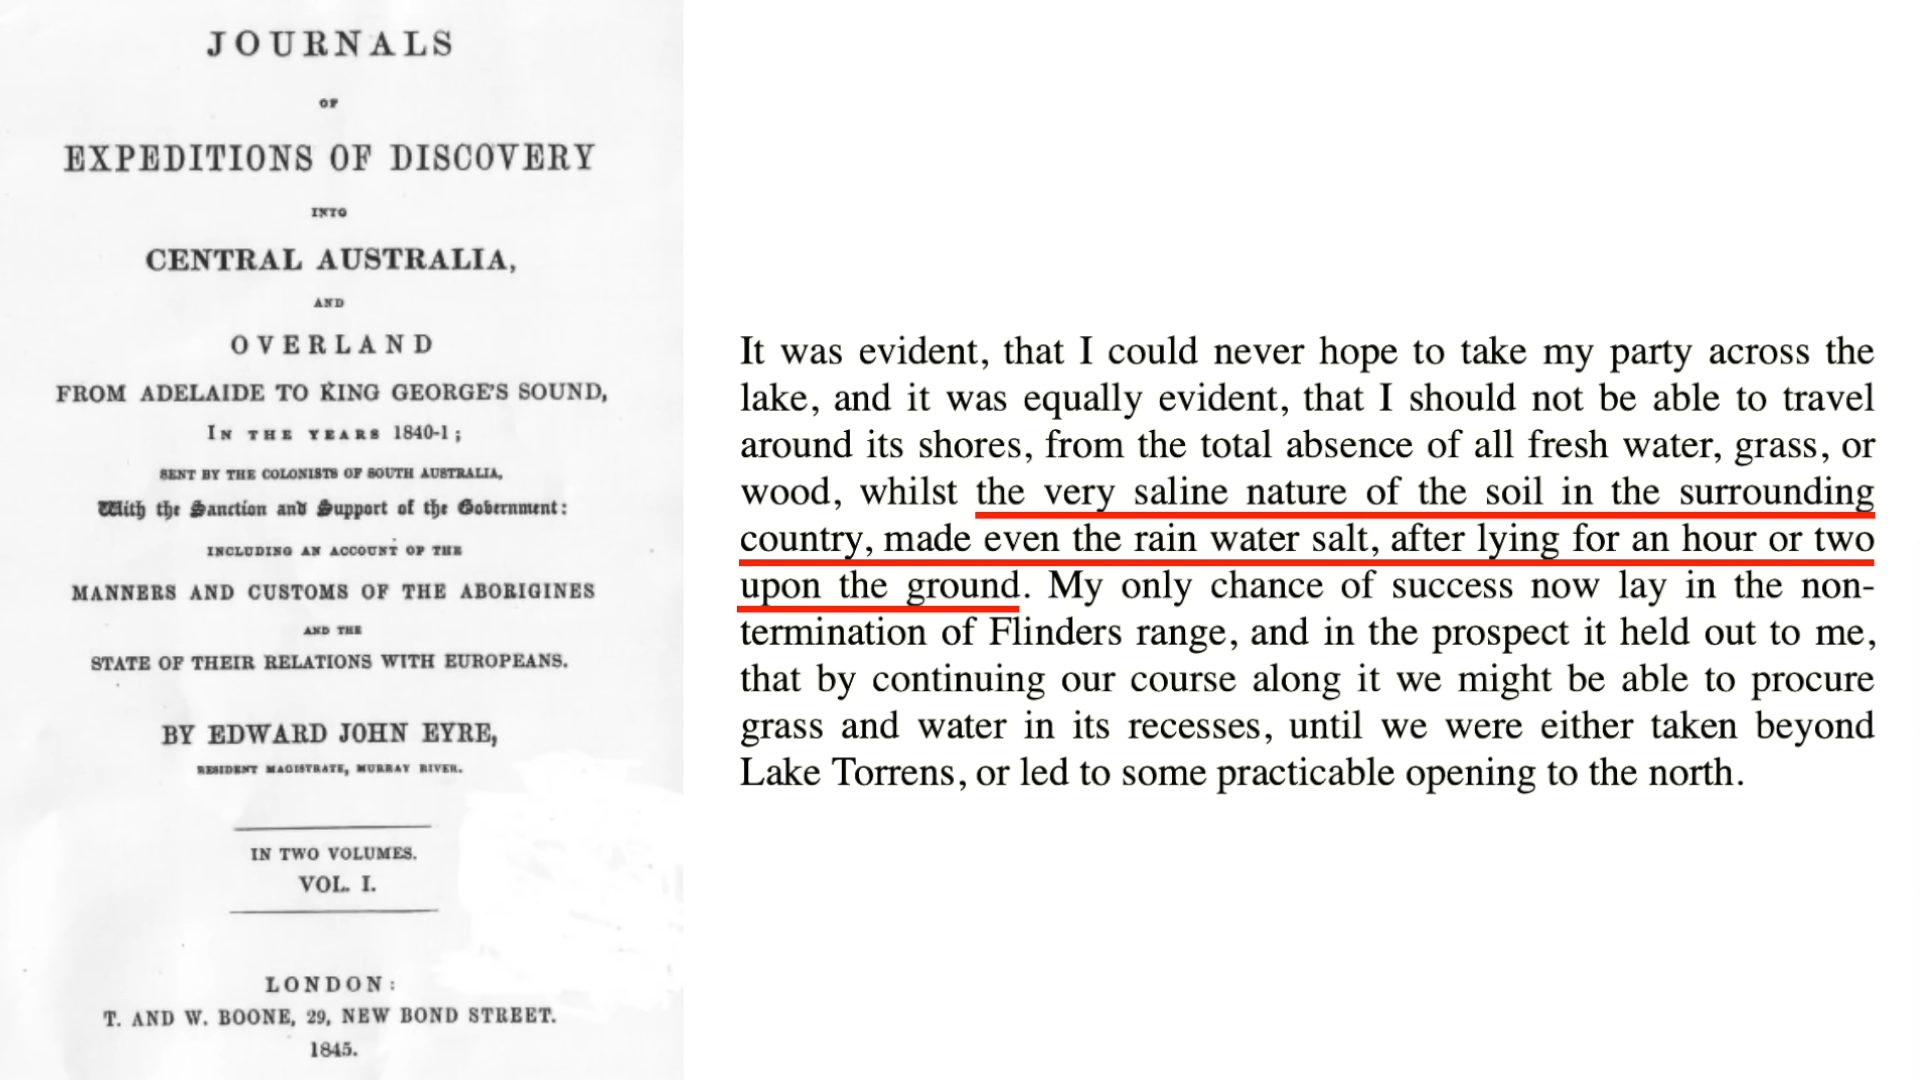 JOURNALS
OF
EXPEDITIONS OF DISCOVERY
INTO
CENTRAL AUSTRALIA,
AND
OVERLAND
FROM ADELAIDE TO KING GEORGE'S SOUND,
IN THE YEARS 1840-1;
SENT BY THE COLONISTS OF SOUTH AUSTRALIA,
With the Sanction and Support of the Government:
INCLUDING AN ACCOUNT OF THE
MANNERS AND CUSTOMS OF THE ABORIGINES
AND THE
STATE OF THEIR RELATIONS WITH EUROPEANS.
BY EDWARD JOHN EYRE,
RESIDENT MAGISTRATE, MURRAY RIVER.
IN TWO VOLUMES.
VOL. I.
LONDON:
T. AND W. BOONE, 29, NEW BOND STREET.
1845.
It was evident, that I could never hope to take my party across the
lake, and it was equally evident, that I should not be able to travel
around its shores, from the total absence of all fresh water, grass, or
wood, whilst the very saline nature of the soil in the surrounding
country, made even the rain water salt, after lying for an hour or two
upon the ground. My only chance of success now lay in the non-
termination of Flinders range, and in the prospect it held out to me,
that by continuing our course along it we might be able to procure
grass and water in its recesses, until we were either taken beyond
Lake Torrens, or led to some practicable opening to the north.